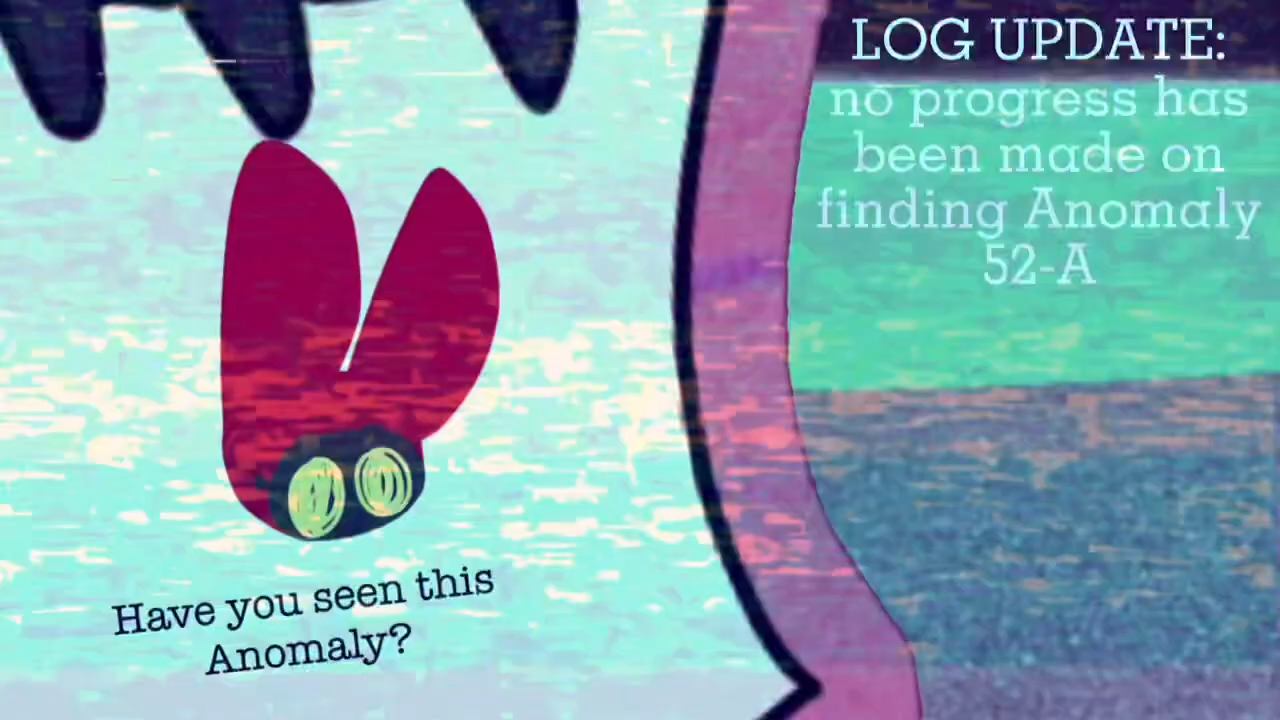 LOG UPDATE:
no progress has
been made on
finding Anomaly
52-A
Have you seen this
Anomaly?